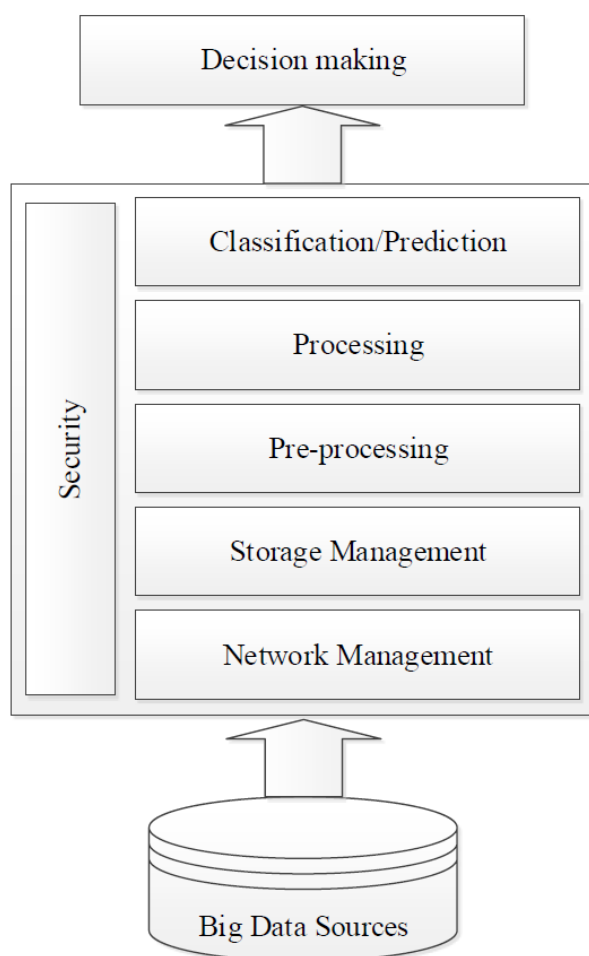 Decision making
Classification/Prediction
Processing
Pre-processing
Storage Management
Network Management
Security
Big Data Sources